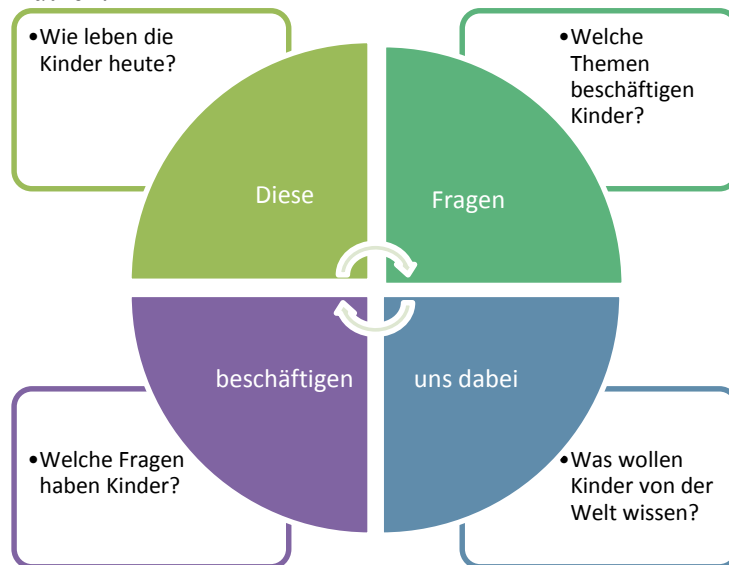 •Wie leben die
Kinder heute?
•Welche
Themen
beschäftigen
Kinder?
Diese
Fragen
beschäftigen
uns dabei
•Welche Fragen
haben Kinder?
•Was wollen
Kinder von der
Welt wissen?